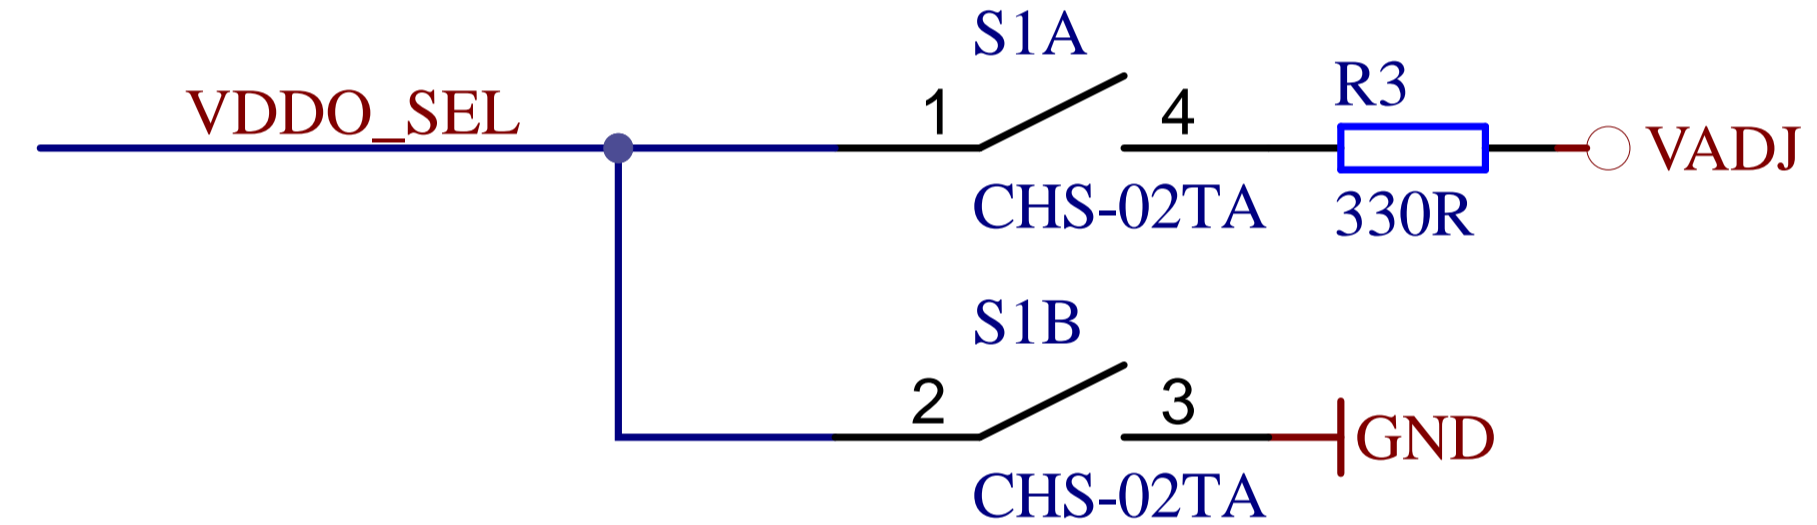 S1A
VDDO_SEL
1
4
R3
VADJ
CHS-02TA
330R
S1B
2
3
GND
CHS-02TA